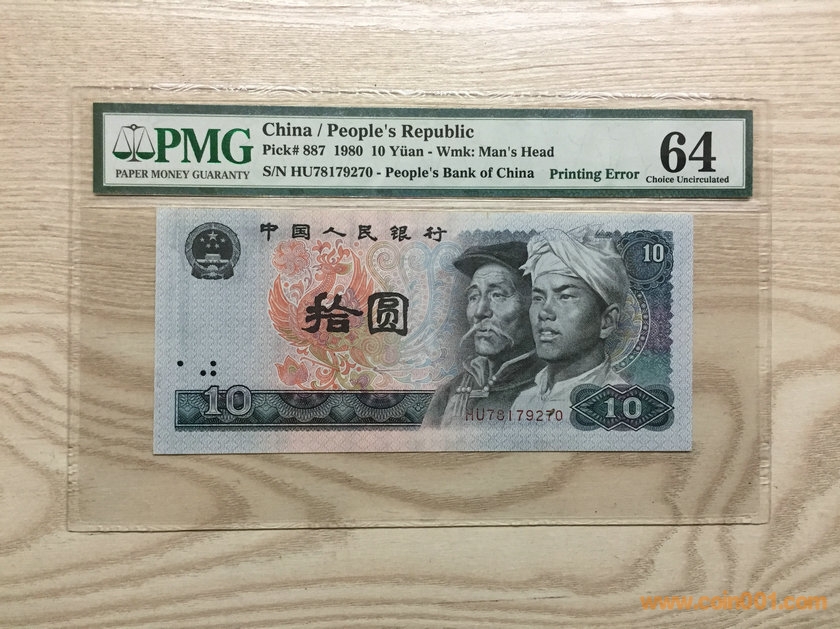 PMG
PAPER MONEY GUARANTY
China / People's Republic
Pick# 887 1980 10 Yüan - Wmk: Man's Head
S/N HU78179270 - People's Bank of China Printing Error
64
Choice Uncirculated
中国人民银行
10
拾圆
10
HU78179270
10
www.coin001.com